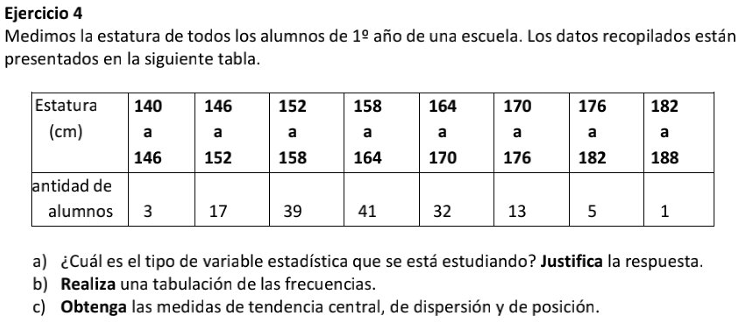 Ejercicio 4
Medimos la estatura de todos los alumnos de 1º año de una escuela. Los datos recopilados están
presentados en la siguiente tabla.
Estatura 140 146 152 158 164 170 176 182
(cm) a a a a a a a a
146 152 158 164 170 176 182 188
antidad de
alumnos 3 17 39 41 32 13 5 1
a) ¿Cuál es el tipo de variable estadística que se está estudiando? Justifica la respuesta.
b) Realiza una tabulación de las frecuencias.
c) Obtenga las medidas de tendencia central, de dispersión y de posición.